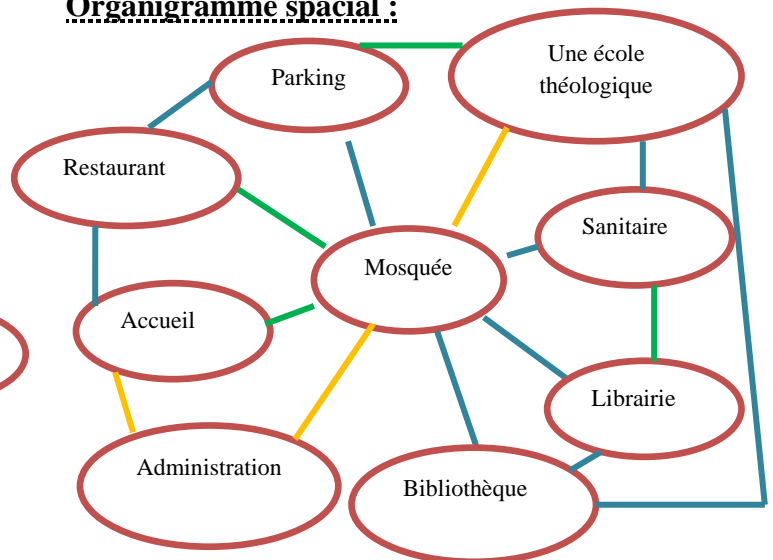 Organigramme spacial :
Une école
théologique
Parking
Restaurant
Sanitaire
Mosquée
Accueil
Librairie
Administration
Bibliothèque